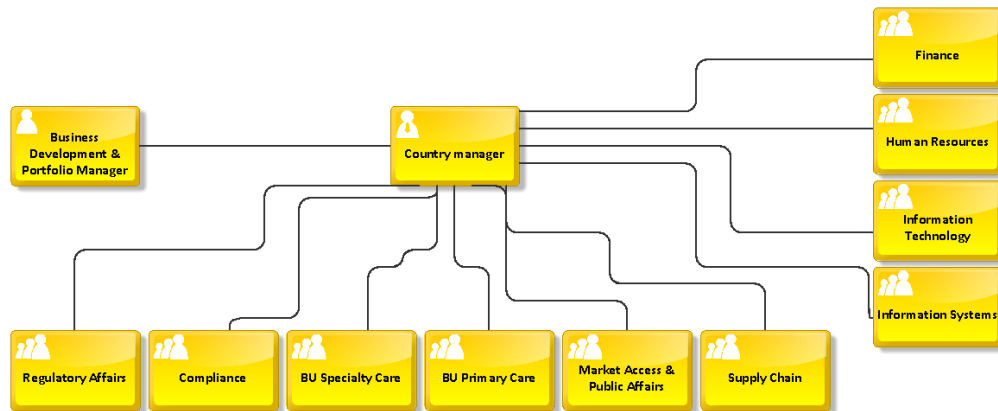 Finance
Business
Development &
Portfolio Manager
Country manager
Human Resources
Information
Technology
Information Systems
Regulatory Affairs
Compliance
BU Specialty Care
BU Primary Care
Market Access &
Public Affairs
Supply Chain